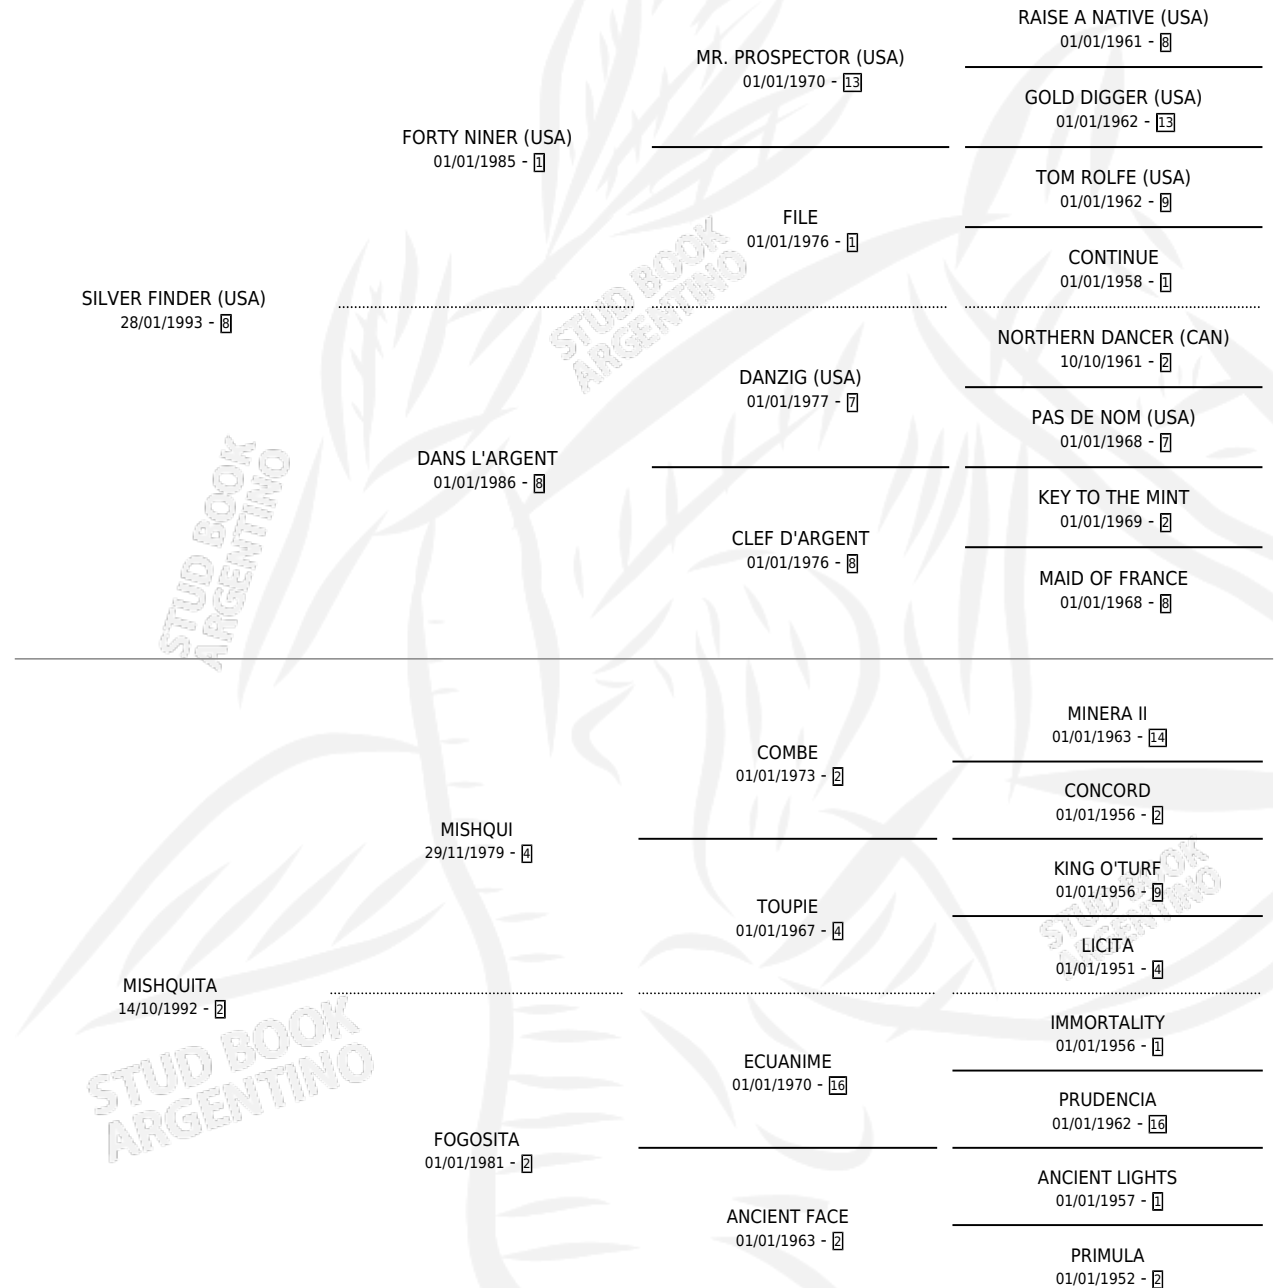 RAISE A NATIVE (USA)
01/01/1961 - 8
MR. PROSPECTOR (USA)
01/01/1970 - 13
GOLD DIGGER (USA)
01/01/1962 - 13
FORTY NINER (USA)
01/01/1985 - 1
TOM ROLFE (USA)
01/01/1962 - 9
FILE
01/01/1976 - 1
CONTINUE
01/01/1958 - 1
SILVER FINDER (USA)
28/01/1993 - 8
NORTHERN DANCER (CAN)
10/10/1961 - 2
DANZIG (USA)
01/01/1977 - 7
PAS DE NOM (USA)
01/01/1968 - 7
DANS L'ARGENT
01/01/1986 - 8
KEY TO THE MINT
01/01/1969 - 2
CLEF D'ARGENT
01/01/1976 - 8
MAID OF FRANCE
01/01/1968 - 8
MINERA II
01/01/1963 - 14
COMBE
01/01/1973 - 2
CONCORD
01/01/1956 - 2
MISHQUI
29/11/1979 - 4
KING O'TURF
01/01/1956 - 9
TOUPIE
01/01/1967 - 4
LICITA
01/01/1951 - 4
MISHQUITA
14/10/1992 - 2
IMMORTALITY
01/01/1956 - 1
ECUANIME
01/01/1970 - 16
PRUDENCIA
01/01/1962 - 16
FOGOSITA
01/01/1981 - 2
ANCIENT LIGHTS
01/01/1957 - 1
ANCIENT FACE
01/01/1963 - 2
PRIMULA
01/01/1952 - 2
STUD BOOK
ARGENTINO
STUD BOOK
ARGENTINO
STUD BOOK
ARGENTINO
STUD BOOK
ARGENTINO